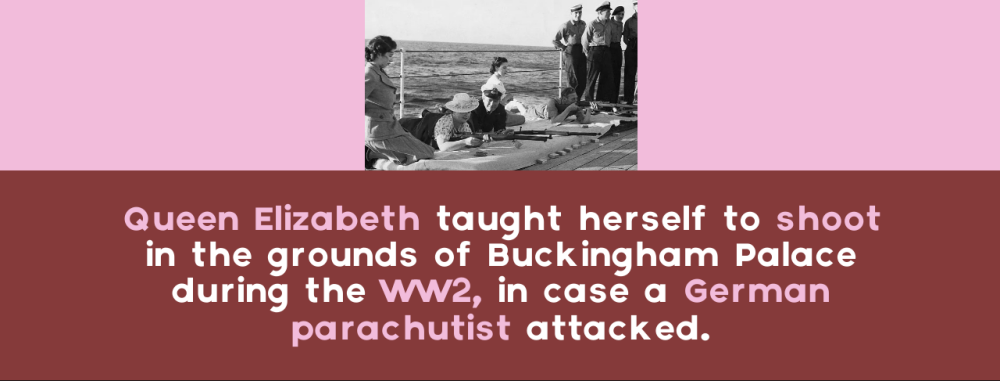 Queen Elizabeth taught herself to shoot
in the grounds of Buckingham Palace
during the WW2, in case a German
parachutist attacked.